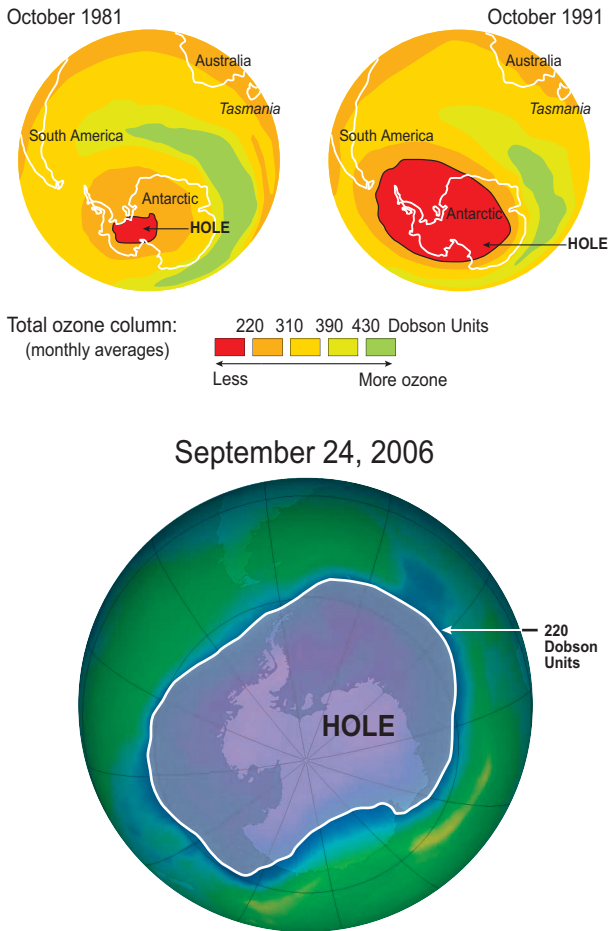 October 1981
October 1991
Australia
Tasmania
South America
Antarctic
HOLE
Australia
Tasmania
South America
Antarctic
HOLE
Total ozone column:
(monthly averages)
220 310 390 430 Dobson Units
Less
More ozone
September 24, 2006
220
Dobson
Units
HOLE